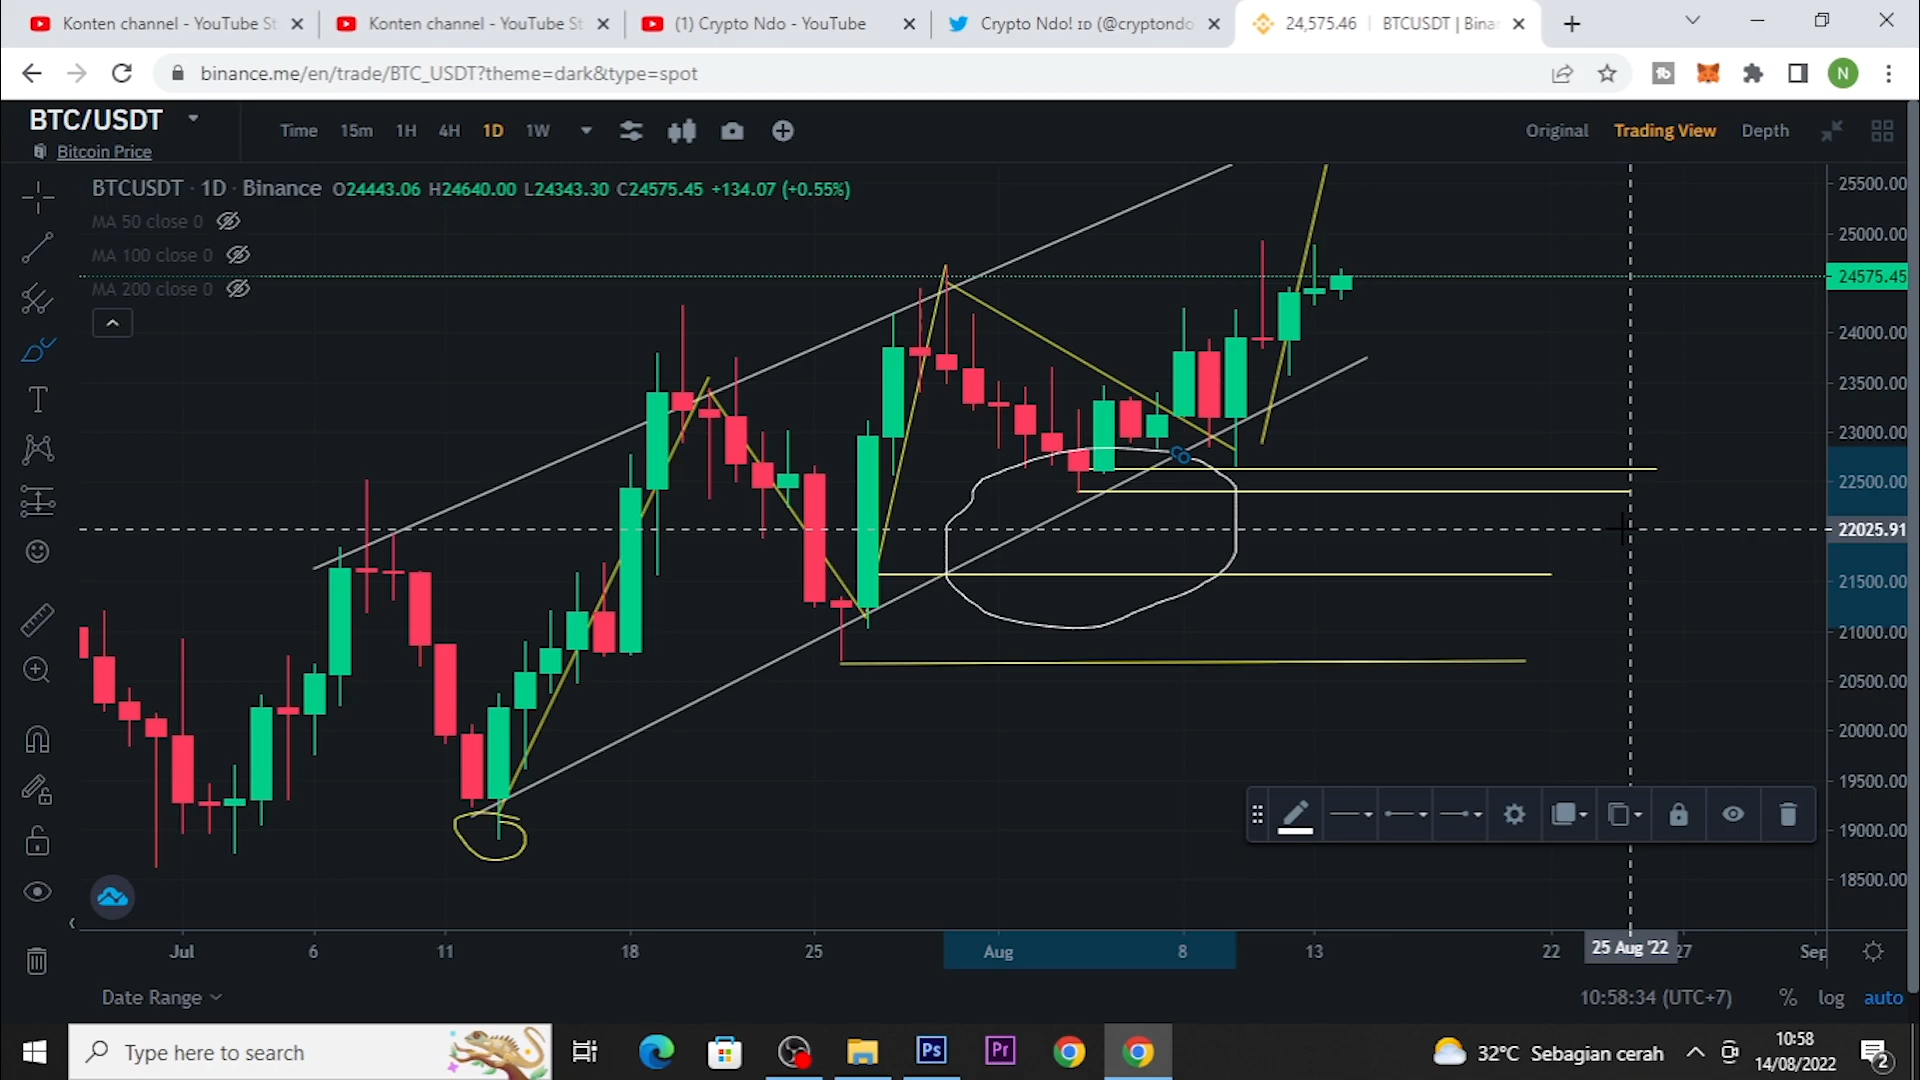 Konten channel - YouTube St
Konten channel - YouTube St
(1) Crypto Ndo - YouTube
Crypto Ndo! ɪᴅ (@cryptondo
24,575.46 | BTCUSDT | Binan
binance.me/en/trade/BTC_USDT?theme=dark&type=spot
N
BTC/USDT
Bitcoin Price
Time 15m 1H 4H 1D 1W
Original Trading View Depth
BTCUSDT · 1D · Binance O24443.06 H24640.00 L24343.30 C24575.45 +134.07 (+0.55%)
MA 50 close 0
MA 100 close 0
MA 200 close 0
25500.00
25000.00
24575.45
24000.00
23500.00
23000.00
22500.00
22025.91
21500.00
21000.00
20500.00
20000.00
19500.00
19000.00
18500.00
Jul 6 11 18 25 Aug 8 13 22 25 Aug '22 27 Sep
Date Range
10:58:34 (UTC+7) % log auto
Type here to search
Ps
Pr
32°C Sebagian cerah
10:58
14/08/2022
2